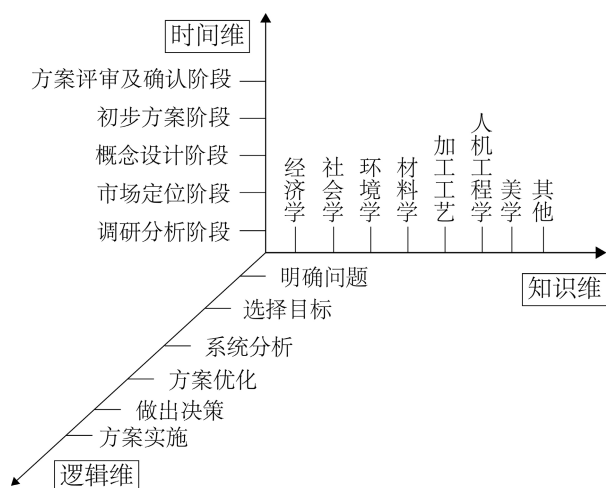 时间维
方案评审及确认阶段
初步方案阶段
概念设计阶段
市场定位阶段
调研分析阶段
经济学
社会学
环境学
材料学
加工工艺
人机工程学
美学
其他
知识维
明确问题
选择目标
系统分析
方案优化
做出决策
方案实施
逻辑维